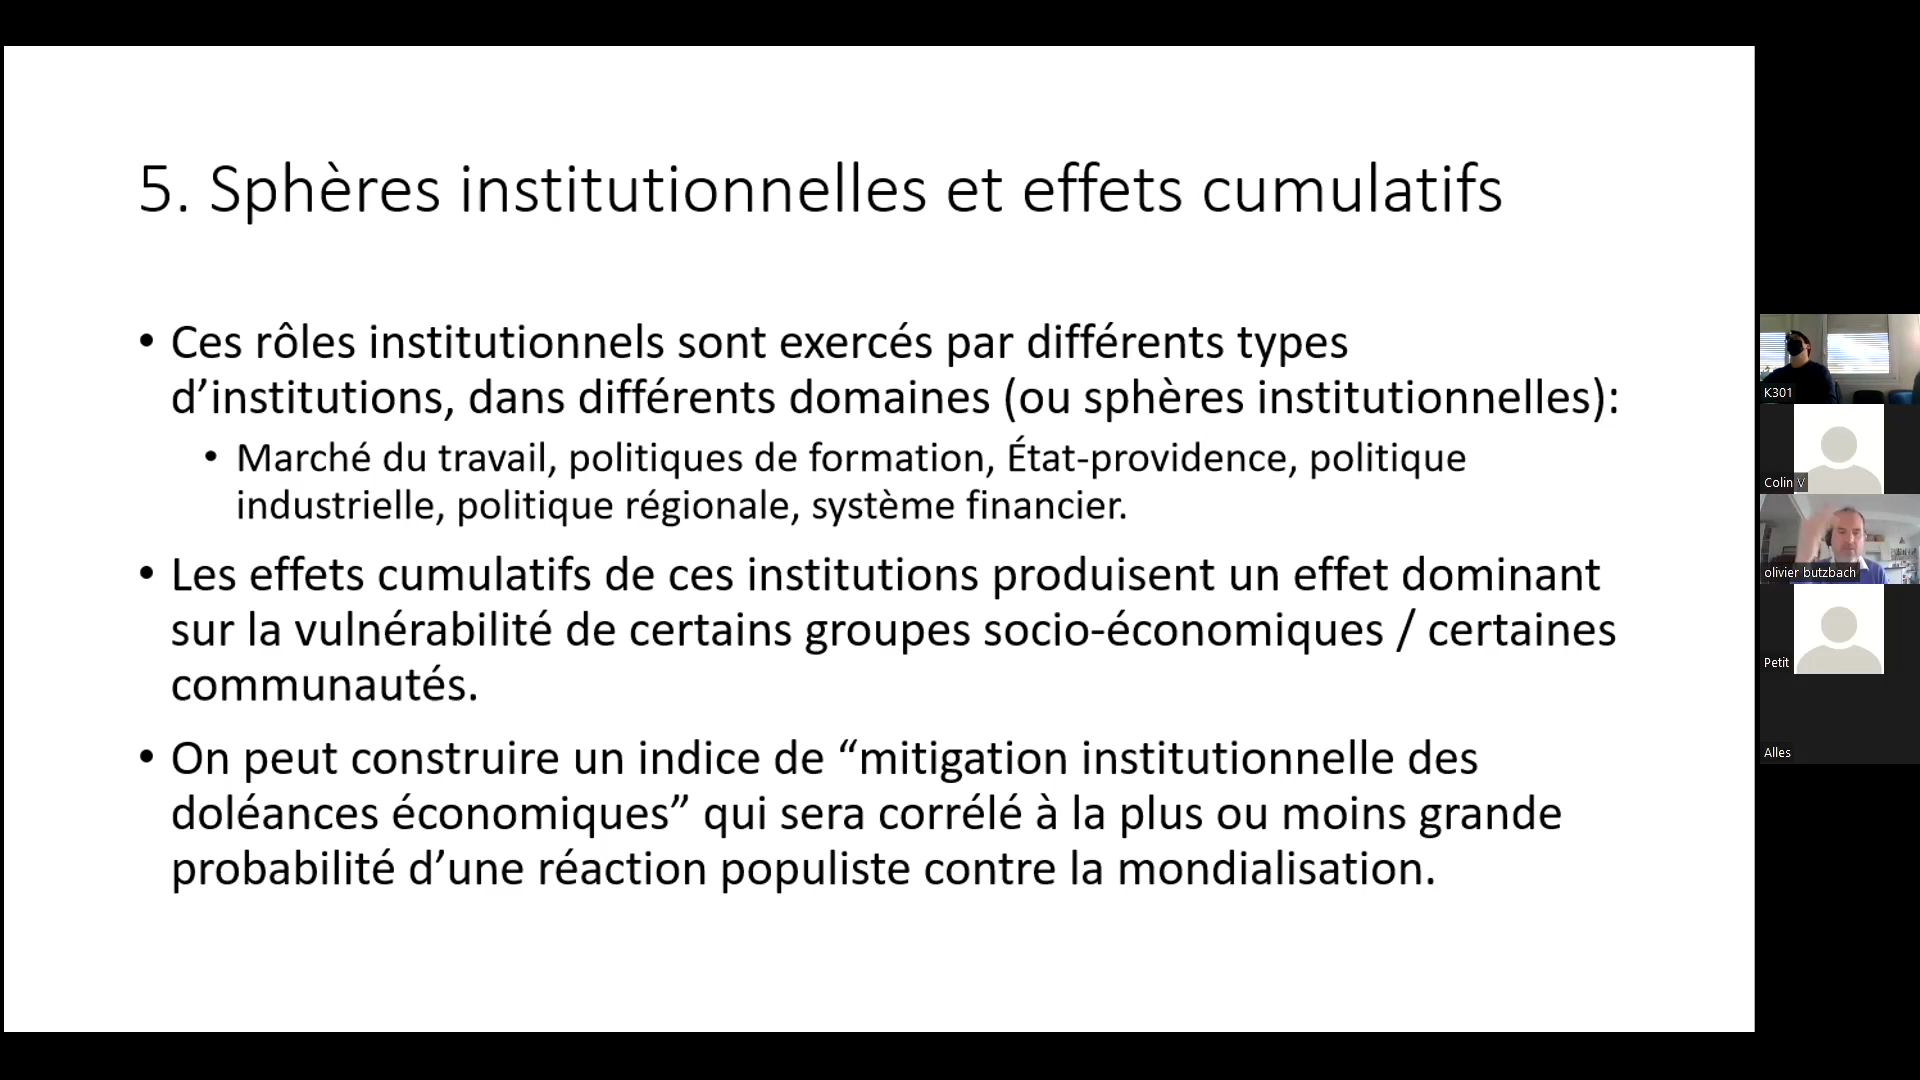 5. Sphères institutionnelles et effets cumulatifs
• Ces rôles institutionnels sont exercés par différents types
d’institutions, dans différents domaines (ou sphères institutionnelles):
• Marché du travail, politiques de formation, État-providence, politique
industrielle, politique régionale, système financier.
• Les effets cumulatifs de ces institutions produisent un effet dominant
sur la vulnérabilité de certains groupes socio-économiques / certaines
communautés.
• On peut construire un indice de “mitigation institutionnelle des
doléances économiques” qui sera corrélé à la plus ou moins grande
probabilité d’une réaction populiste contre la mondialisation.
K301
Colin V
olivier butzbach
Petit
Alles